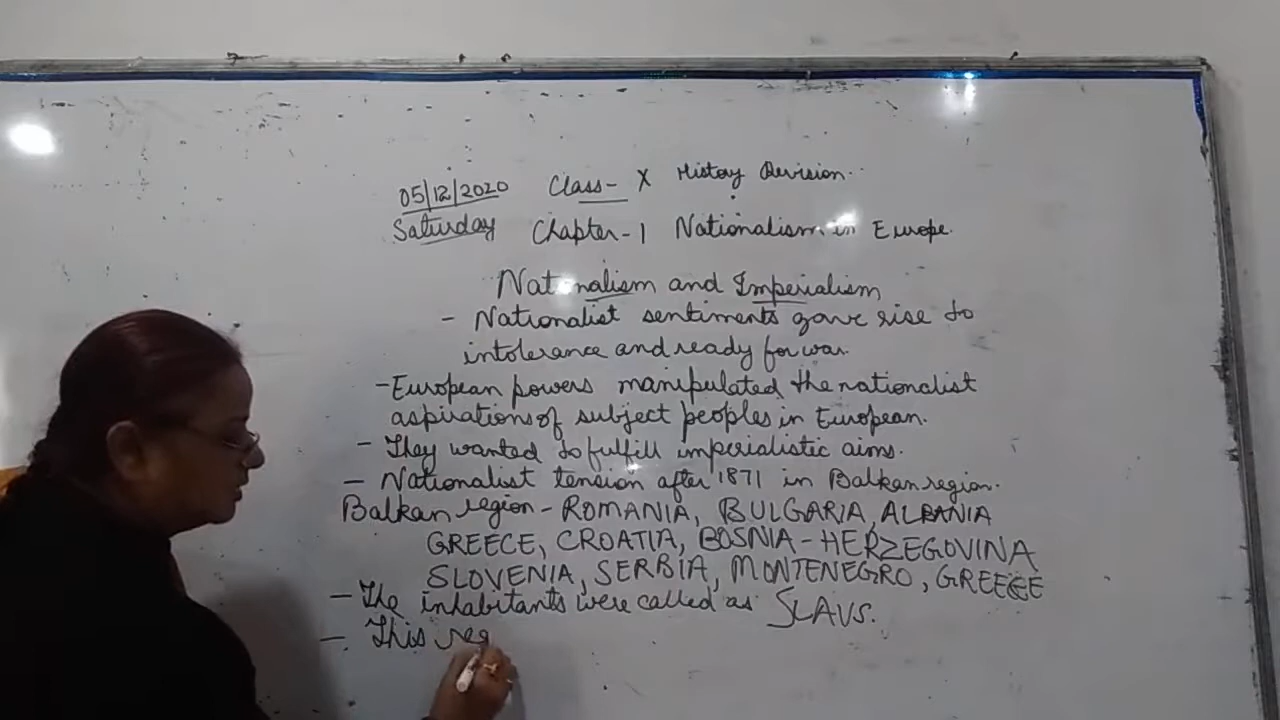 05/12/2020 Class- X History Revision..
Saturday Chapter-1 Nationalism in Europe.
Nationalism and Imperialism
- Nationalist sentiments gave rise to
intolerance and ready for war.
- European powers manipulated the nationalist
aspirations of subject peoples in European.
- They wanted to fulfill imperialistic aims.
- Nationalist tension after 1871 in Balkan region.
Balkan region - ROMANIA, BULGARIA, ALBANIA
GREECE, CROATIA, BOSNIA-HERZEGOVINA
SLOVENIA, SERBIA, MONTENEGRO, GREECE
- The inhabitants were called as SLAVS.
- This reg